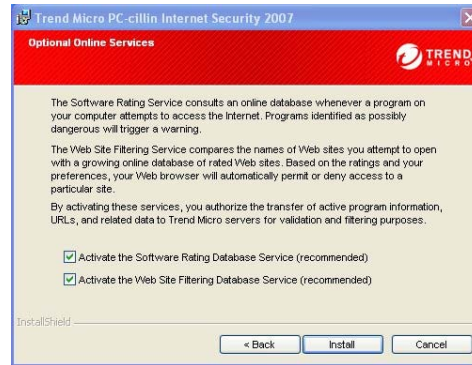 Trend Micro PC-cillin Internet Security 2007
Optional Online Services
TREND
MICRO
The Software Rating Service consults an online database whenever a program on
your computer attempts to access the Internet. Programs identified as possibly
dangerous will trigger a warning.
The Web Site Filtering Service compares the names of Web sites you attempt to open
with a growing online database of rated Web sites. Based on the ratings and your
preferences, your Web browser will automatically permit or deny access to a
particular site.
By activating these services, you authorize the transfer of active program information,
URLs, and related data to Trend Micro servers for validation and filtering purposes.
Activate the Software Rating Database Service (recommended)
Activate the Web Site Filtering Database Service (recommended)
InstallShield
< Back Install Cancel